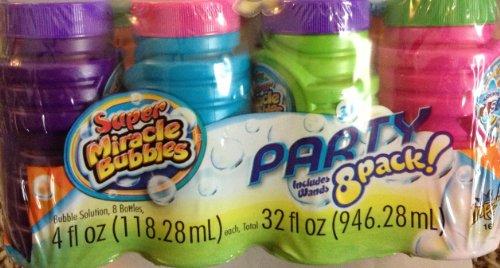 Super
Miracle
Bubbles
PARTY
Includes
Wands
8 pack!
Bubble Solution, 8 Bottles,
4 fl oz (118.28 mL) each, Total 32 fl oz (946.28 mL)